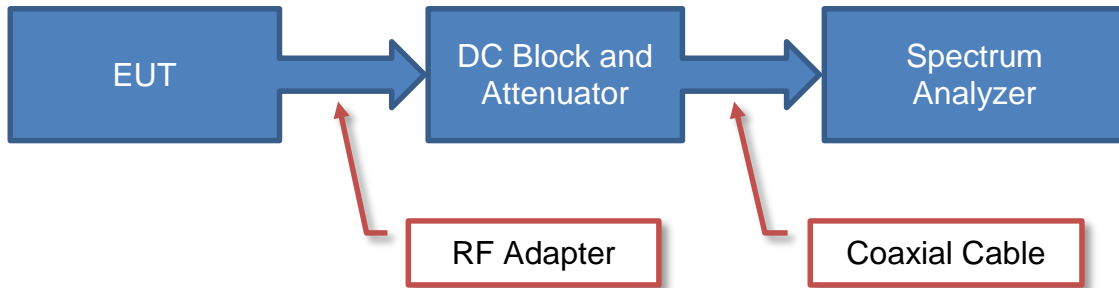 EUT
DC Block and
Attenuator
Spectrum
Analyzer
RF Adapter
Coaxial Cable